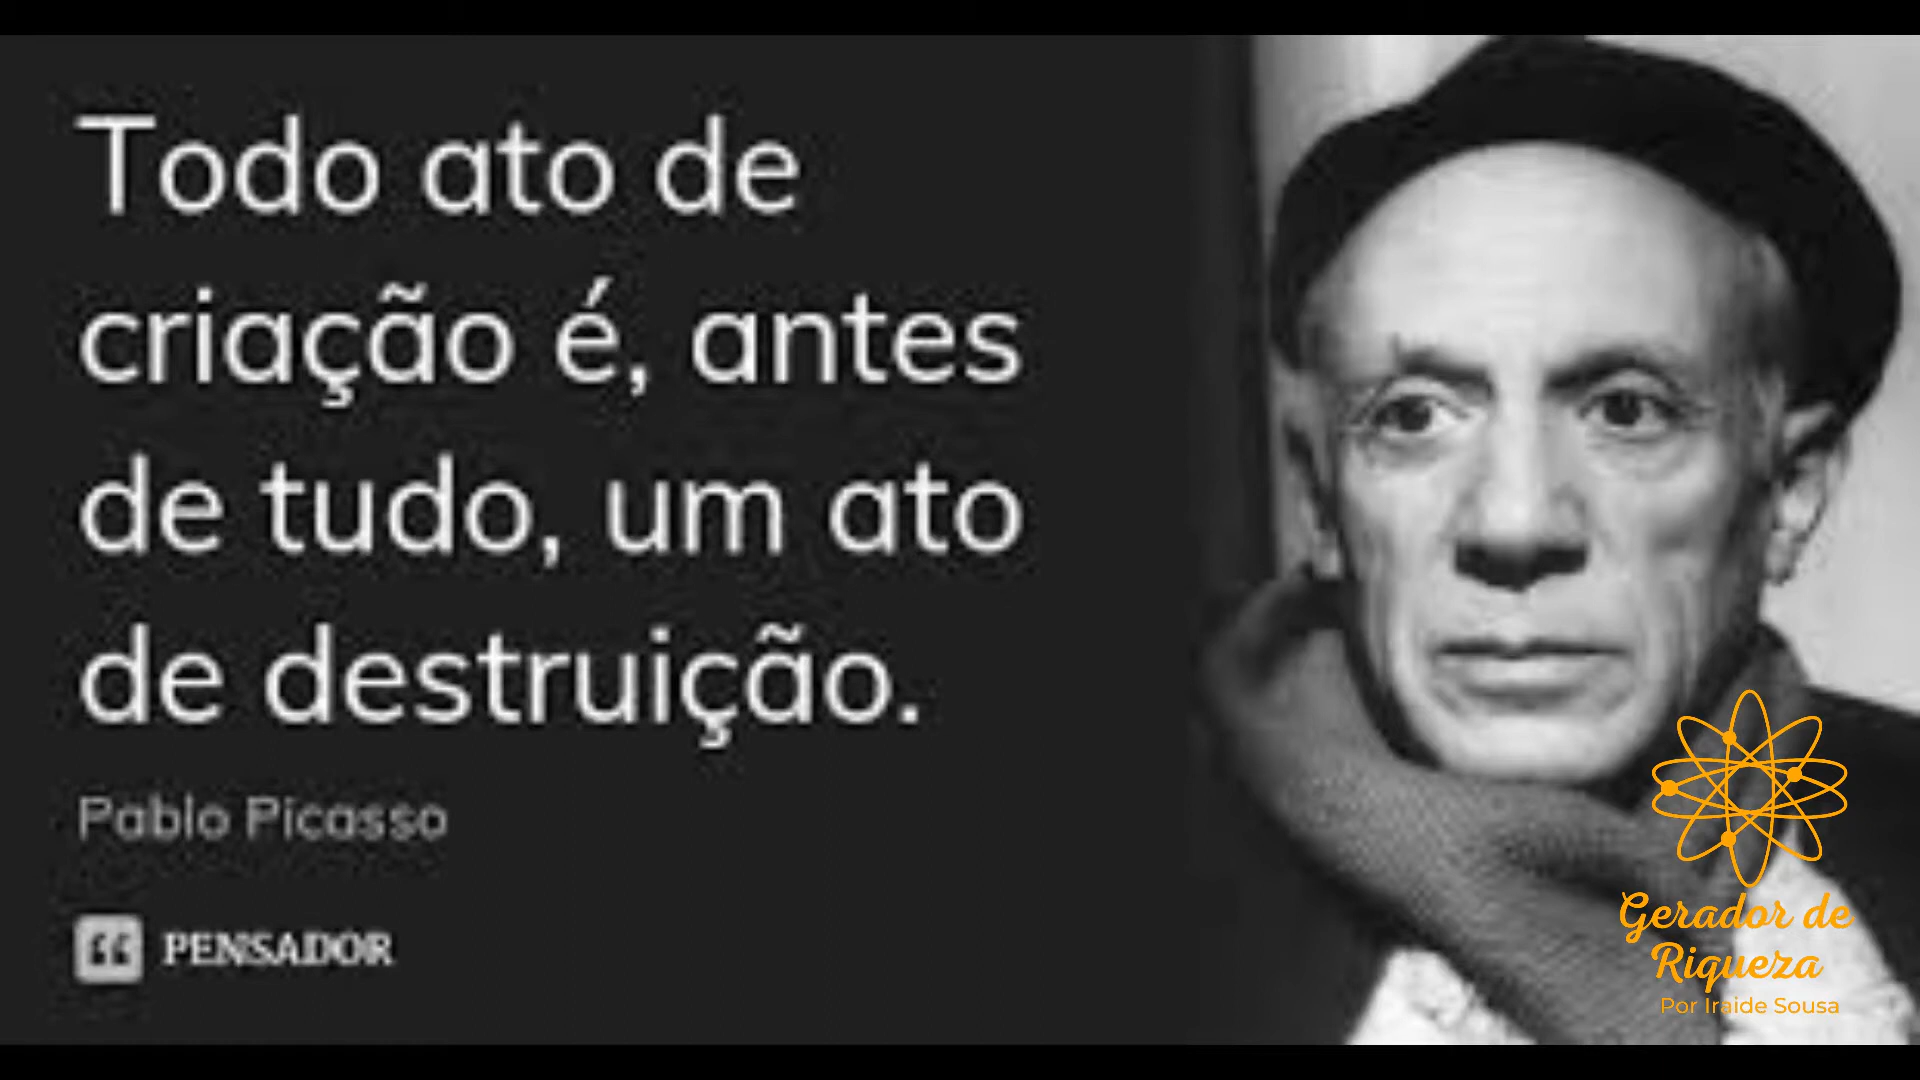 Todo ato de
criação é, antes
de tudo, um ato
de destruição.
Pablo Picasso
PENSADOR
Gerador de
Riqueza
Por Iraide Sousa